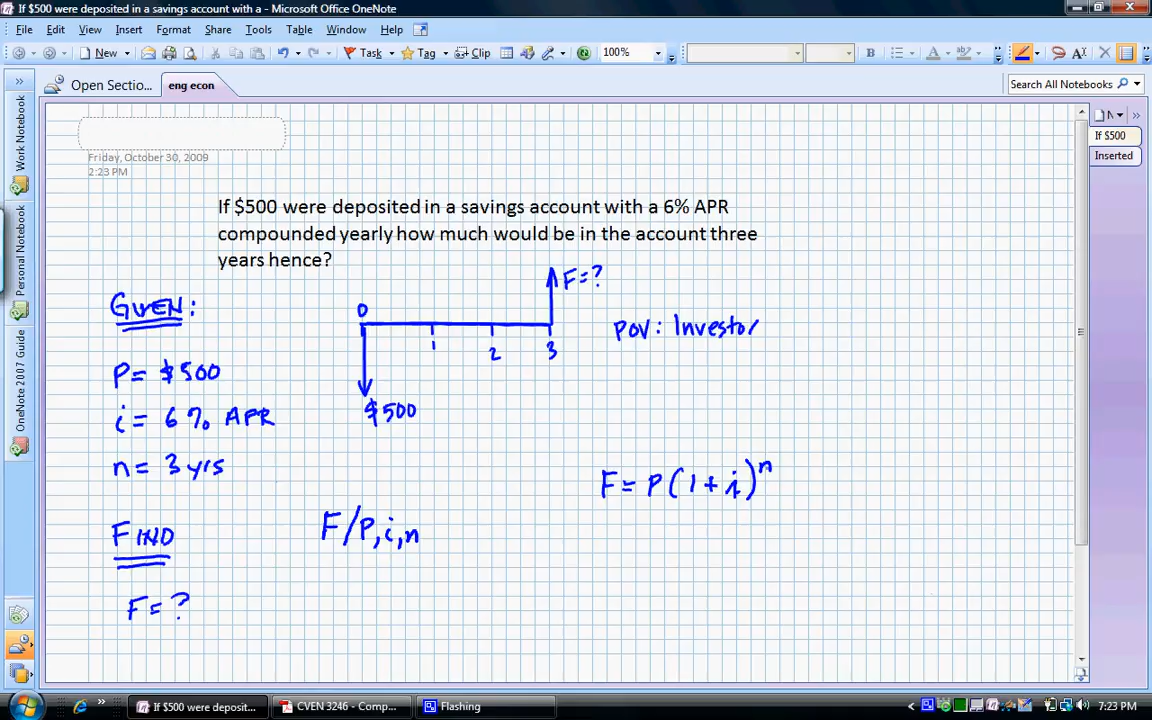 If $500 were deposited in a savings account with a - Microsoft Office OneNote
File Edit View Insert Format Share Tools Table Window Help
New Task Tag Clip 100% B A A
Open Sectio... eng econ
Search All Notebooks
If $500
Inserted
Work Notebook
Personal Notebook
OneNote 2007 Guide
Friday, October 30, 2009
2:23 PM
If $500 were deposited in a savings account with a 6% APR
compounded yearly how much would be in the account three
years hence?
GIVEN:
P = $500
i = 6% APR
n = 3 yrs
FIND
F = ?
0
1
2
3
F = ?
$500
POV: Investor
F/P,i,n
F = P(1+i)^n
If $500 were deposit...
CVEN 3246 - Comp...
Flashing
7:23 PM